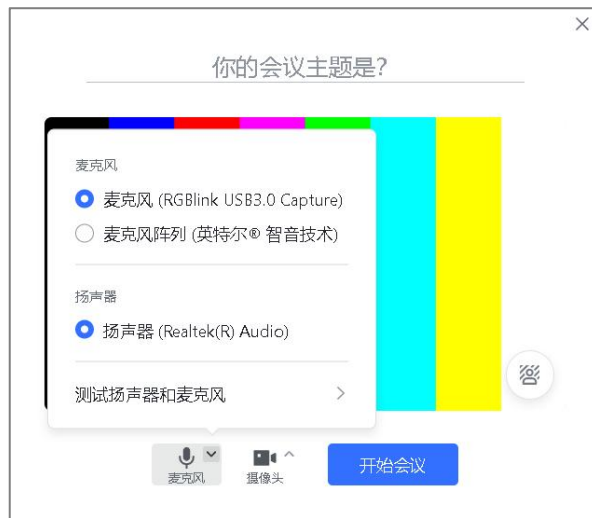 你的会议主题是?
麦克风
麦克风 (RGBlink USB3.0 Capture)
麦克风阵列 (英特尔® 智音技术)
扬声器
扬声器 (Realtek(R) Audio)
测试扬声器和麦克风
麦克风
摄像头
开始会议